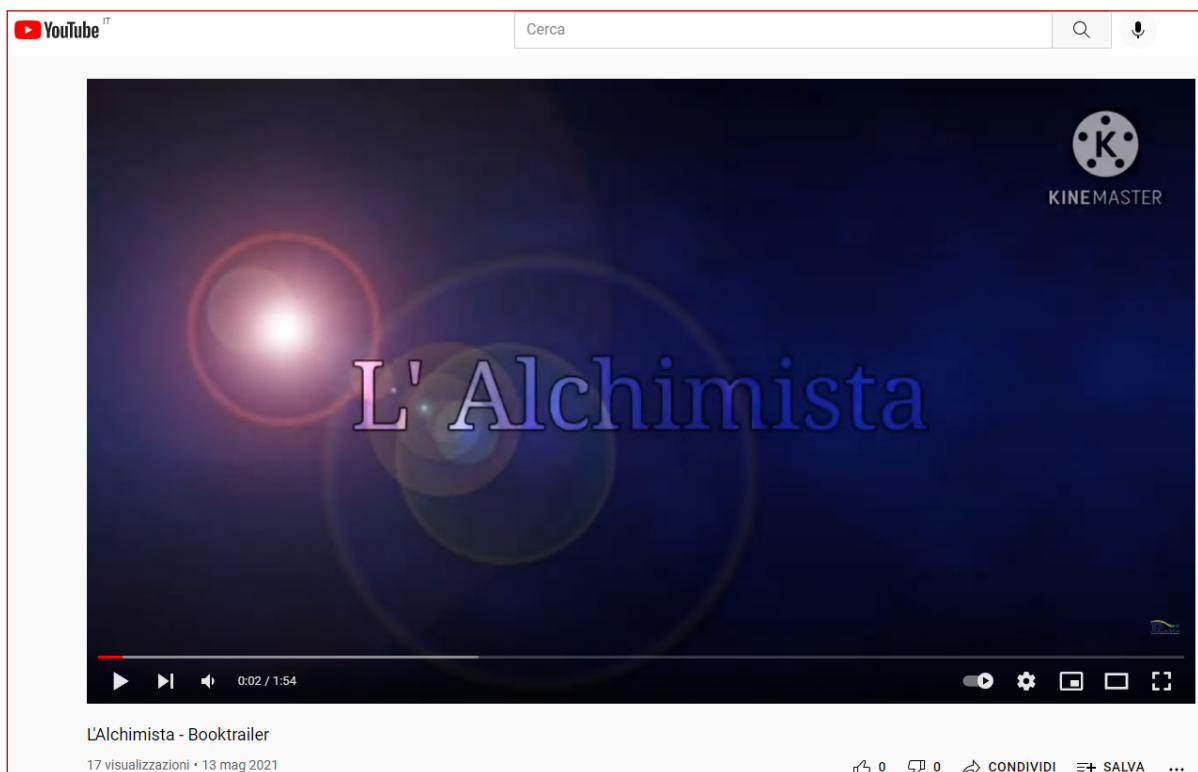 YouTube IT
Cerca
KINEMASTER
L' Alchimista
0:02 / 1:54
L'Alchimista - Booktrailer
17 visualizzazioni • 13 mag 2021
0 0 CONDIVIDI SALVA ...